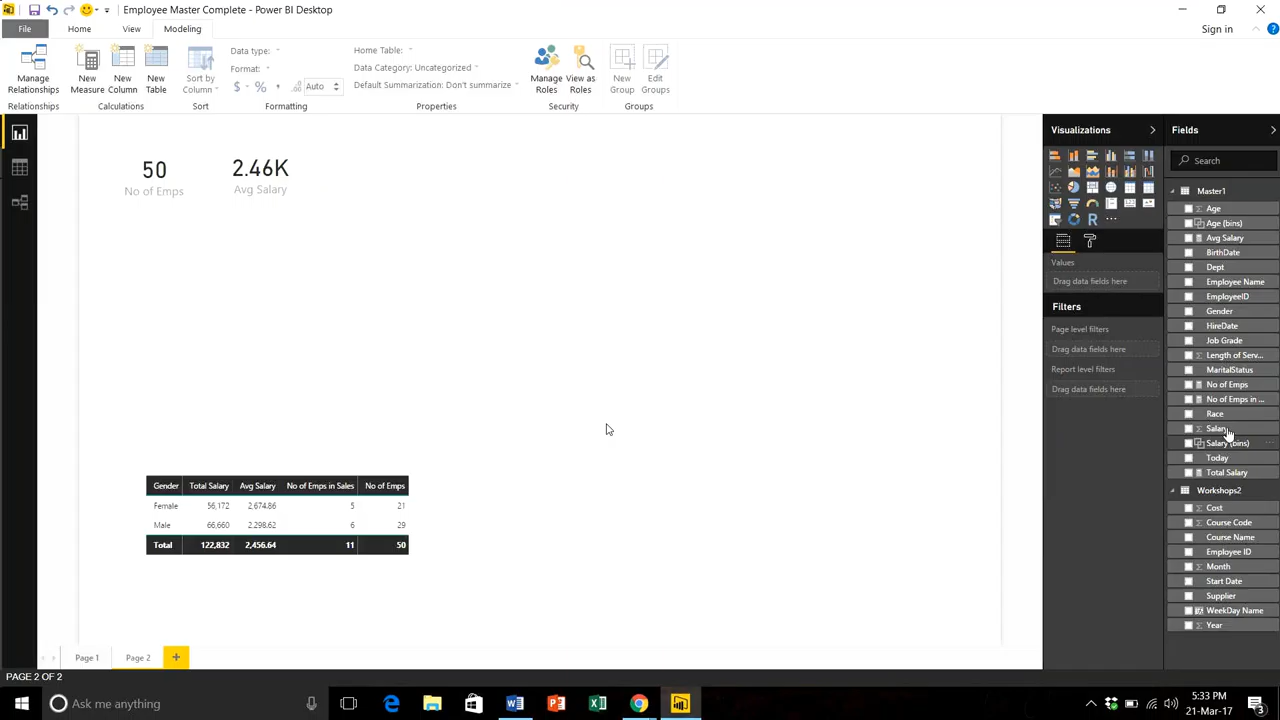 Employee Master Complete - Power BI Desktop
File
Home
View
Modeling
Sign in
Manage
Relationships
New
Measure
New
Column
New
Table
Sort by
Column
Data type:
Format:
$ % , .00 Auto
Home Table:
Data Category: Uncategorized
Default Summarization: Don't summarize
Manage
Roles
View as
Roles
New
Group
Edit
Groups
Relationships
Calculations
Sort
Formatting
Properties
Security
Groups
50
No of Emps
2.46K
Avg Salary
Gender Total Salary Avg Salary No of Emps in Sales No of Emps
Female 56,172 2,674.86 5 21
Male 66,660 2,298.62 6 29
Total 122,832 2,456.64 11 50
Visualizations
R
Values
Drag data fields here
Filters
Page level filters
Drag data fields here
Report level filters
Drag data fields here
Fields
Search
Master1
Age
Age (bins)
Avg Salary
BirthDate
Dept
Employee Name
EmployeeID
Gender
HireDate
Job Grade
Length of Serv...
MaritalStatus
No of Emps
No of Emps in ...
Race
Salary
Salary (bins)
Today
Total Salary
Workshops2
Cost
Course Code
Course Name
Employee ID
Month
Start Date
Supplier
WeekDay Name
Year
Page 1
Page 2
PAGE 2 OF 2
Ask me anything
5:33 PM
21-Mar-17
3